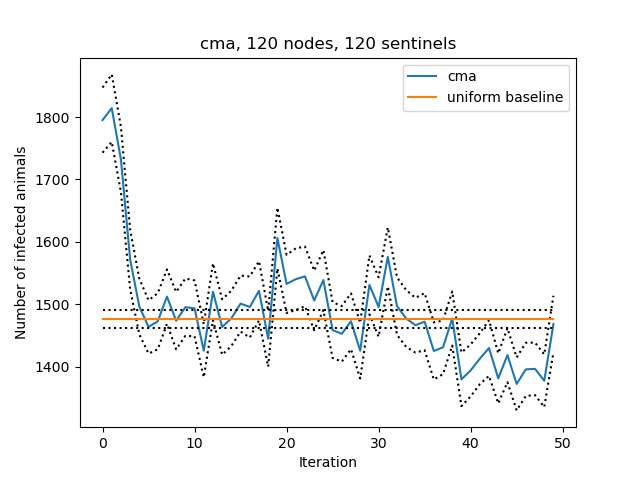 cma, 120 nodes, 120 sentinels
cma
uniform baseline
Number of infected animals
1800
1700
1600
1500
1400
0 10 20 30 40 50
Iteration